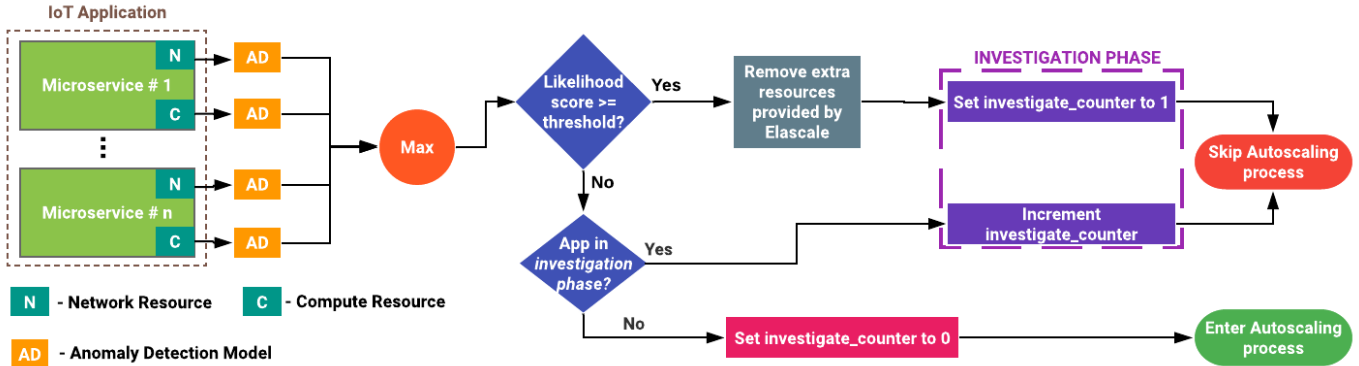 IoT Application
Microservice # 1
N
C
AD
AD
...
Microservice # n
N
C
AD
AD
Max
Likelihood
score >=
threshold?
Yes
No
Remove extra
resources
provided by
Elascale
INVESTIGATION PHASE
Set investigate_counter to 1
Skip Autoscaling
process
Increment
investigate_counter
App in
investigation
phase?
Yes
No
Set investigate_counter to 0
Enter Autoscaling
process
N - Network Resource
C - Compute Resource
AD - Anomaly Detection Model